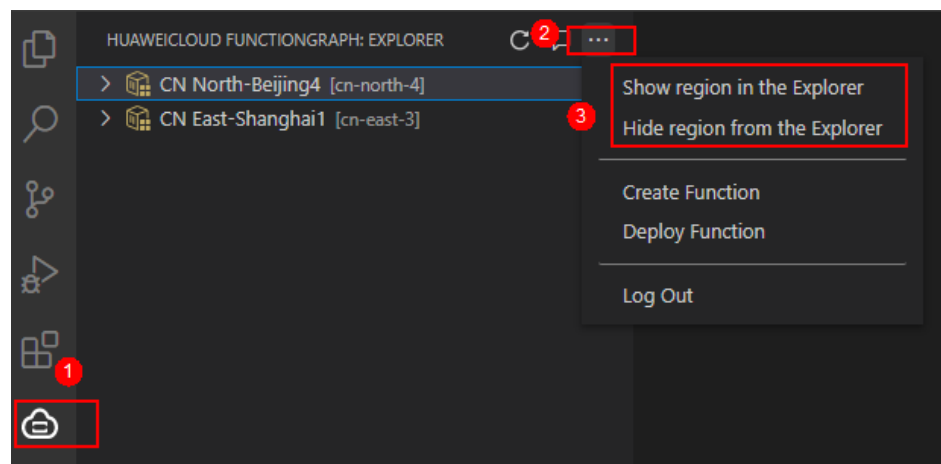 HUAWEICLOUD FUNCTIONGRAPH: EXPLORER
2
CN North-Beijing4 [cn-north-4]
CN East-Shanghai1 [cn-east-3]
3
Show region in the Explorer
Hide region from the Explorer
Create Function
Deploy Function
Log Out
1